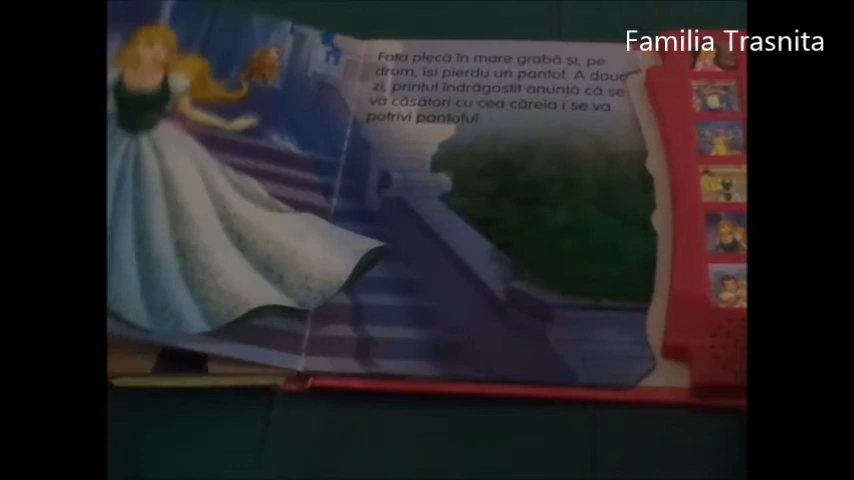 Familia Trasnita
Fata plecă în mare grabă și, pe
drum, își pierdu un pantof. A doua
zi, prințul îndrăgostit anunță că se
va căsători cu cea căreia i se va
potrivi pantoful